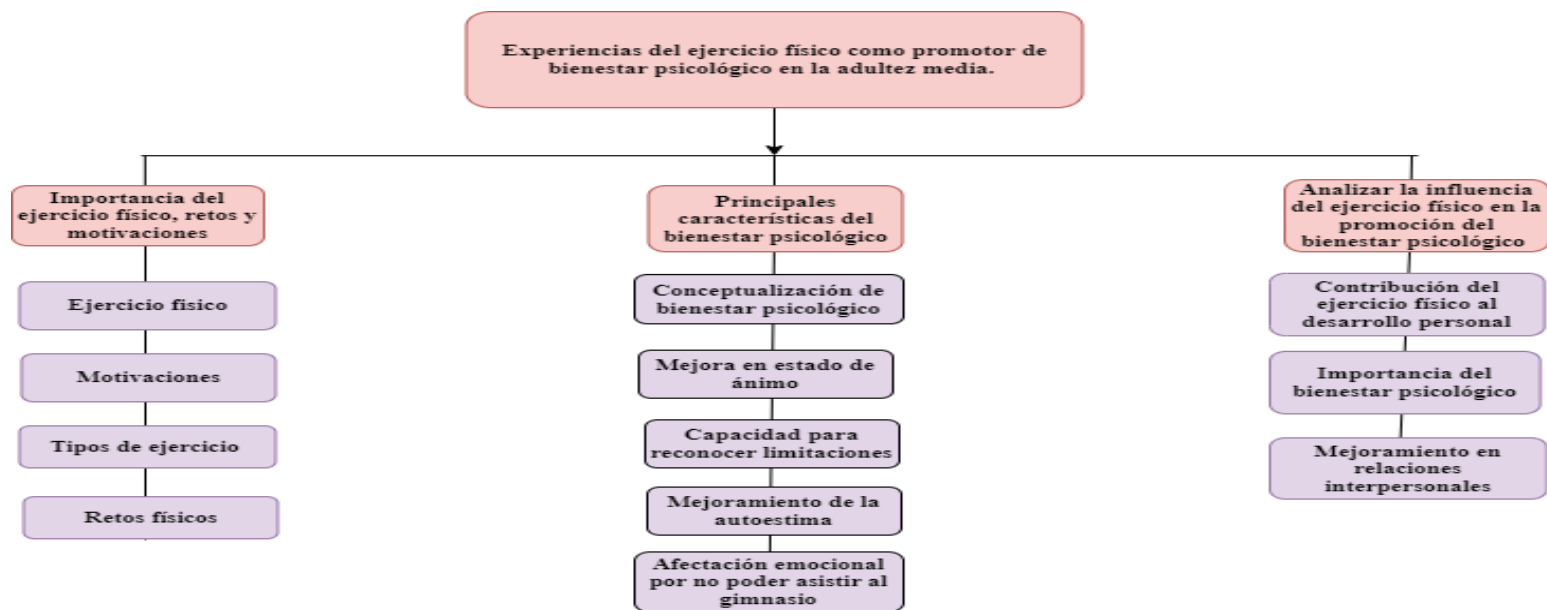 Experiencias del ejercicio físico como promotor de
bienestar psicológico en la adultez media.
Importancia del
ejercicio físico, retos y
motivaciones
Ejercicio fisico
Motivaciones
Tipos de ejercicio
Retos físicos
Principales
características del
bienestar psicológico
Conceptualización de
bienestar psicológico
Mejora en estado de
ánimo
Capacidad para
reconocer limitaciones
Mejoramiento de la
autoestima
Afectación emocional
por no poder asistir al
gimnasio
Analizar la influencia
del ejercicio físico en la
promoción del
bienestar psicológico
Contribución del
ejercicio físico al
desarrollo personal
Importancia del
bienestar psicológico
Mejoramiento en
relaciones
interpersonales